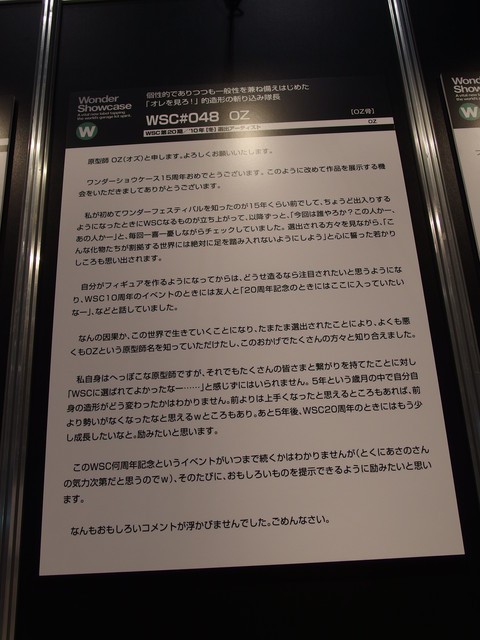 Wonder
Showcase
W
個性的でありつつも一般性を兼ね備えはじめた
「オレを見ろ!」的造形の斬り込み隊長
WSC#048 OZ
[OZ骨]
WSC第20期/'10年[冬]選出アーティスト
OZ
原型師 OZ(オズ)と申します。よろしくお願いいたします。
ワンダーショウケース15周年おめでとうございます。このように改めて作品を展示する機
会をいただきましてありがとうございます。
私が初めてワンダーフェスティバルを知ったのが15年くらい前でして、ちょうど出入りする
ようになったときにWSCなるものが立ち上がって、以降ずっと、「今回は誰やろか?この人かー、
あの人かー」と、毎回一喜一憂しながらチェックしていました。選出される方々を見ながら、「こ
んな化物たちが割拠する世界には絶対に足を踏み入れないようにしよう」と心に誓った若かり
しころも思い出されます。
自分がフィギュアを作るようになってからは、どうせ造るなら注目されたいと思うようにな
り、WSC10周年のイベントのときには友人と「20周年記念のときにはここに入っていたい
なー」、などと話していました。
なんの因果か、この世界で生きていくことになり、たまたま選出されたことにより、よくも悪
くもOZという原型師名を知っていただけたし、このおかげでたくさんの方々と知り合えました。
私自身はへっぽこな原型師ですが、それでもたくさんの皆さまと繋がりを持てたことに対し
「WSCに選ばれてよかったなー……」と感じずにはいられません。5年という歳月の中で自分自
身の造形がどう変わったかはわかりません。前よりは上手くなったと思えるところもあれば、前
より勢いがなくなったなと思えるwところもあり。あと5年後、WSC20周年のときにはもう少
し成長したいなと。励みたいと思います。
このWSC何周年記念というイベントがいつまで続くかはわかりませんが(とくにあさのさん
の気力次第だと思うのでw)、そのたびに、おもしろいものを提示できるように励みたいと思い
ます。
なんもおもしろいコメントが浮かびませんでした。ごめんなさい。
Wonder
Showcase
W